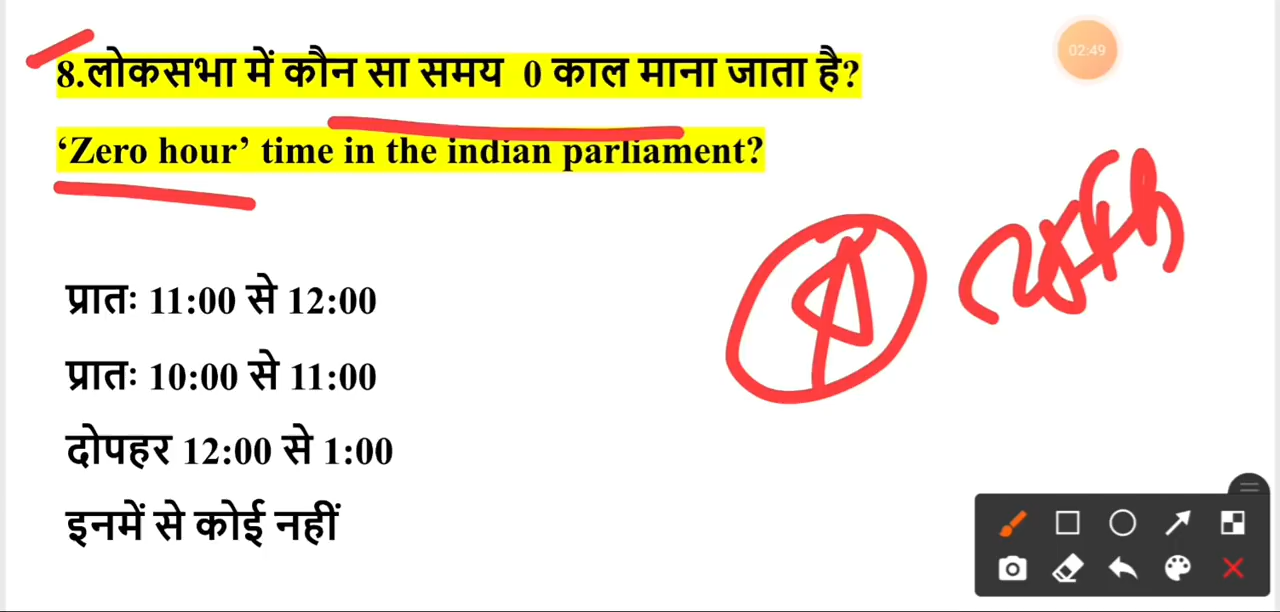 8.लोकसभा में कौन सा समय 0 काल माना जाता है?
02:49
‘Zero hour’ time in the indian parliament?
प्रातः 11:00 से 12:00
प्रातः 10:00 से 11:00
दोपहर 12:00 से 1:00
इनमें से कोई नहीं